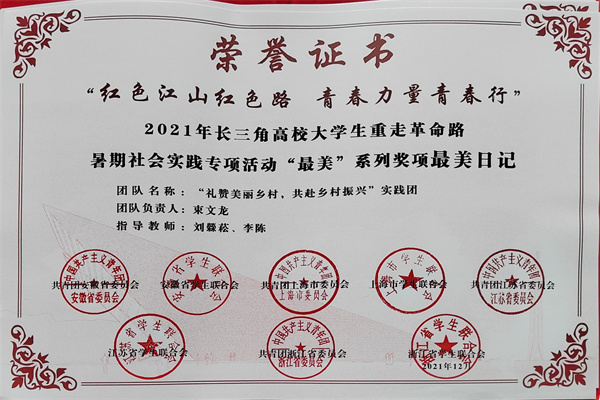 荣誉证书
“红色江山红色路 青春力量青春行”
2021年长三角高校大学生重走革命路
暑期社会实践专项活动“最美”系列奖项最美日记
团队名称：“礼赞美丽乡村，共赴乡村振兴”实践团
团队负责人：束文龙
指导教师：刘彝菘、李陈
共青团安徽省委员会 安徽省学生联合会 共青团上海市委员会 上海市学生联合会 共青团江苏省委员会
江苏省学生联合会 共青团浙江省委员会 浙江省学生联合会
2021年12月